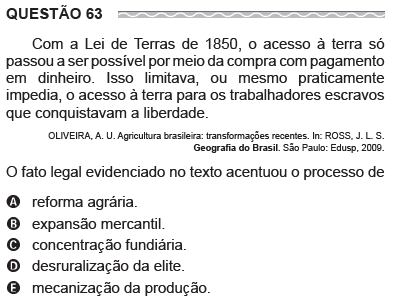 QUESTÃO 63
Com a Lei de Terras de 1850, o acesso à terra só
passou a ser possível por meio da compra com pagamento
em dinheiro. Isso limitava, ou mesmo praticamente
impedia, o acesso à terra para os trabalhadores escravos
que conquistavam a liberdade.
OLIVEIRA, A. U. Agricultura brasileira: transformações recentes. In: ROSS, J. L. S.
Geografia do Brasil. São Paulo: Edusp, 2009.
O fato legal evidenciado no texto acentuou o processo de
A reforma agrária.
B expansão mercantil.
C concentração fundiária.
D desruralização da elite.
E mecanização da produção.